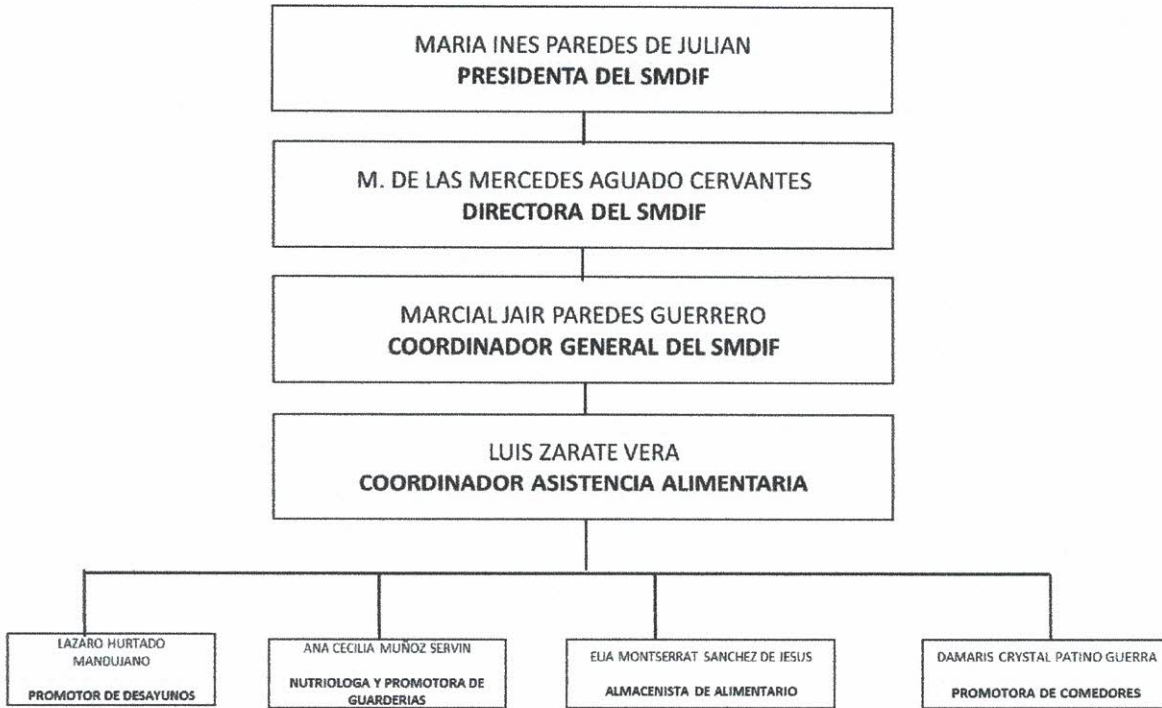 MARIA INES PAREDES DE JULIAN
PRESIDENTA DEL SMDIF
M. DE LAS MERCEDES AGUADO CERVANTES
DIRECTORA DEL SMDIF
MARCIAL JAIR PAREDES GUERRERO
COORDINADOR GENERAL DEL SMDIF
LUIS ZARATE VERA
COORDINADOR ASISTENCIA ALIMENTARIA
LAZARO HURTADO
MANDUJANO
PROMOTOR DE DESAYUNOS
ANA CECILIA MUÑOZ SERVIN
NUTRIOLOGA Y PROMOTORA DE
GUARDERIAS
ELIA MONTSERRAT SANCHEZ DE JESUS
ALMACENISTA DE ALIMENTARIO
DAMARIS CRYSTAL PATINO GUERRA
PROMOTORA DE COMEDORES